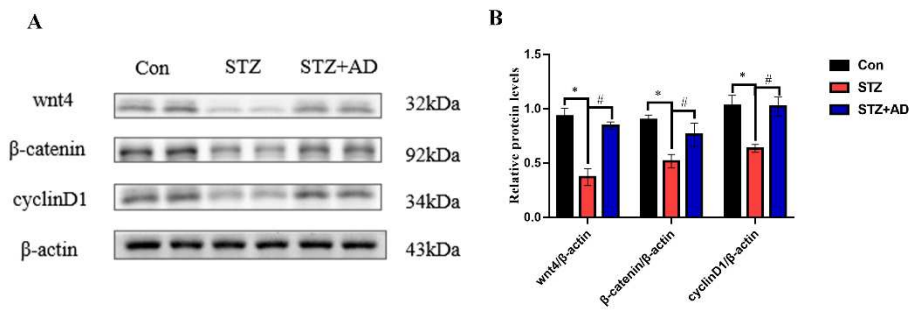 A
Con STZ STZ+AD
wnt4 32kDa
β-catenin 92kDa
cyclinD1 34kDa
β-actin 43kDa
B
Relative protein levels
1.5
1.0
0.5
0.0
* # * # * #
wnt4/β-actin
β-catenin/β-actin
cyclinD1/β-actin
Con
STZ
STZ+AD